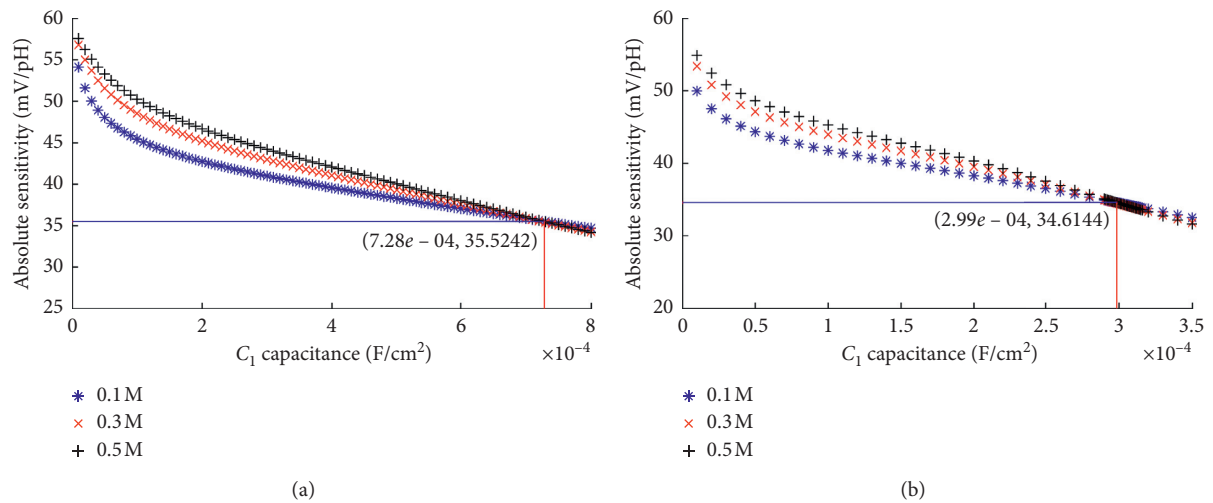 60
55
50
45
40
35
30
25
Absolute sensitivity (mV/pH)
(7.28e – 04, 35.5242)
0 2 4 6 8
C₁ capacitance (F/cm²) ×10⁻⁴
0.1 M
0.3 M
0.5 M
(a)
60
50
40
30
20
Absolute sensitivity (mV/pH)
(2.99e – 04, 34.6144)
0 0.5 1 1.5 2 2.5 3 3.5
C₁ capacitance (F/cm²) ×10⁻⁴
0.1 M
0.3 M
0.5 M
(b)